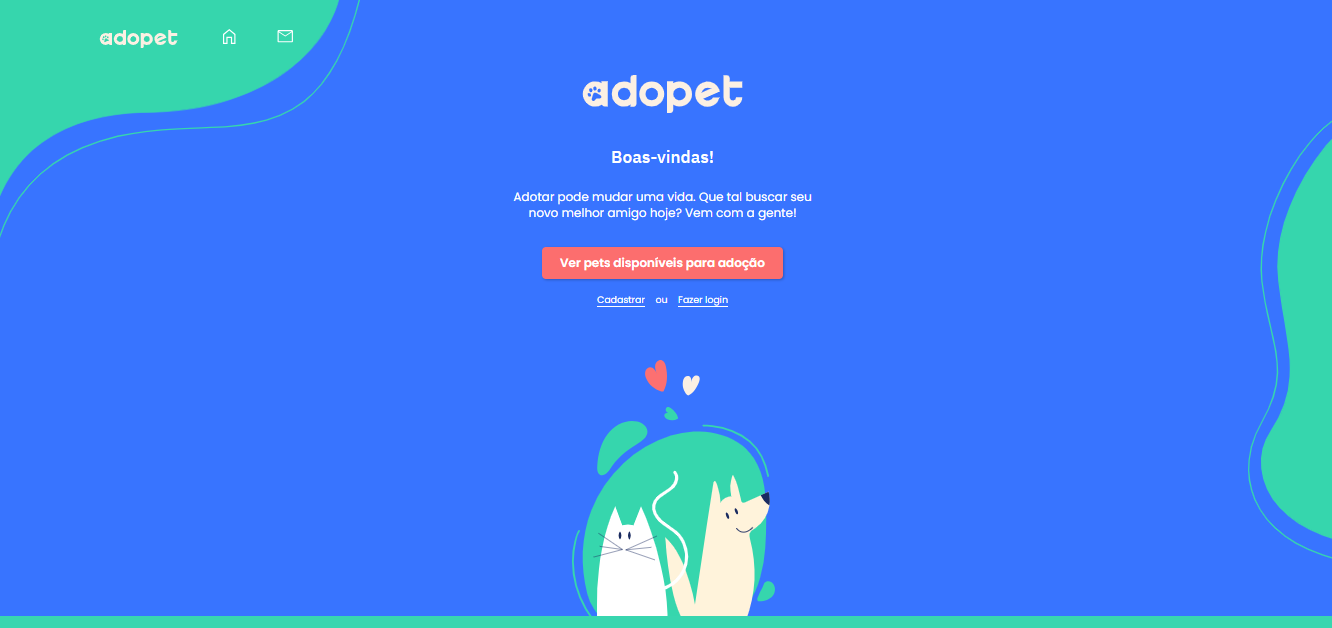 adopet
adopet
Boas-vindas!
Adotar pode mudar uma vida. Que tal buscar seu
novo melhor amigo hoje? Vem com a gente!
Ver pets disponíveis para adoção
Cadastrar ou Fazer login